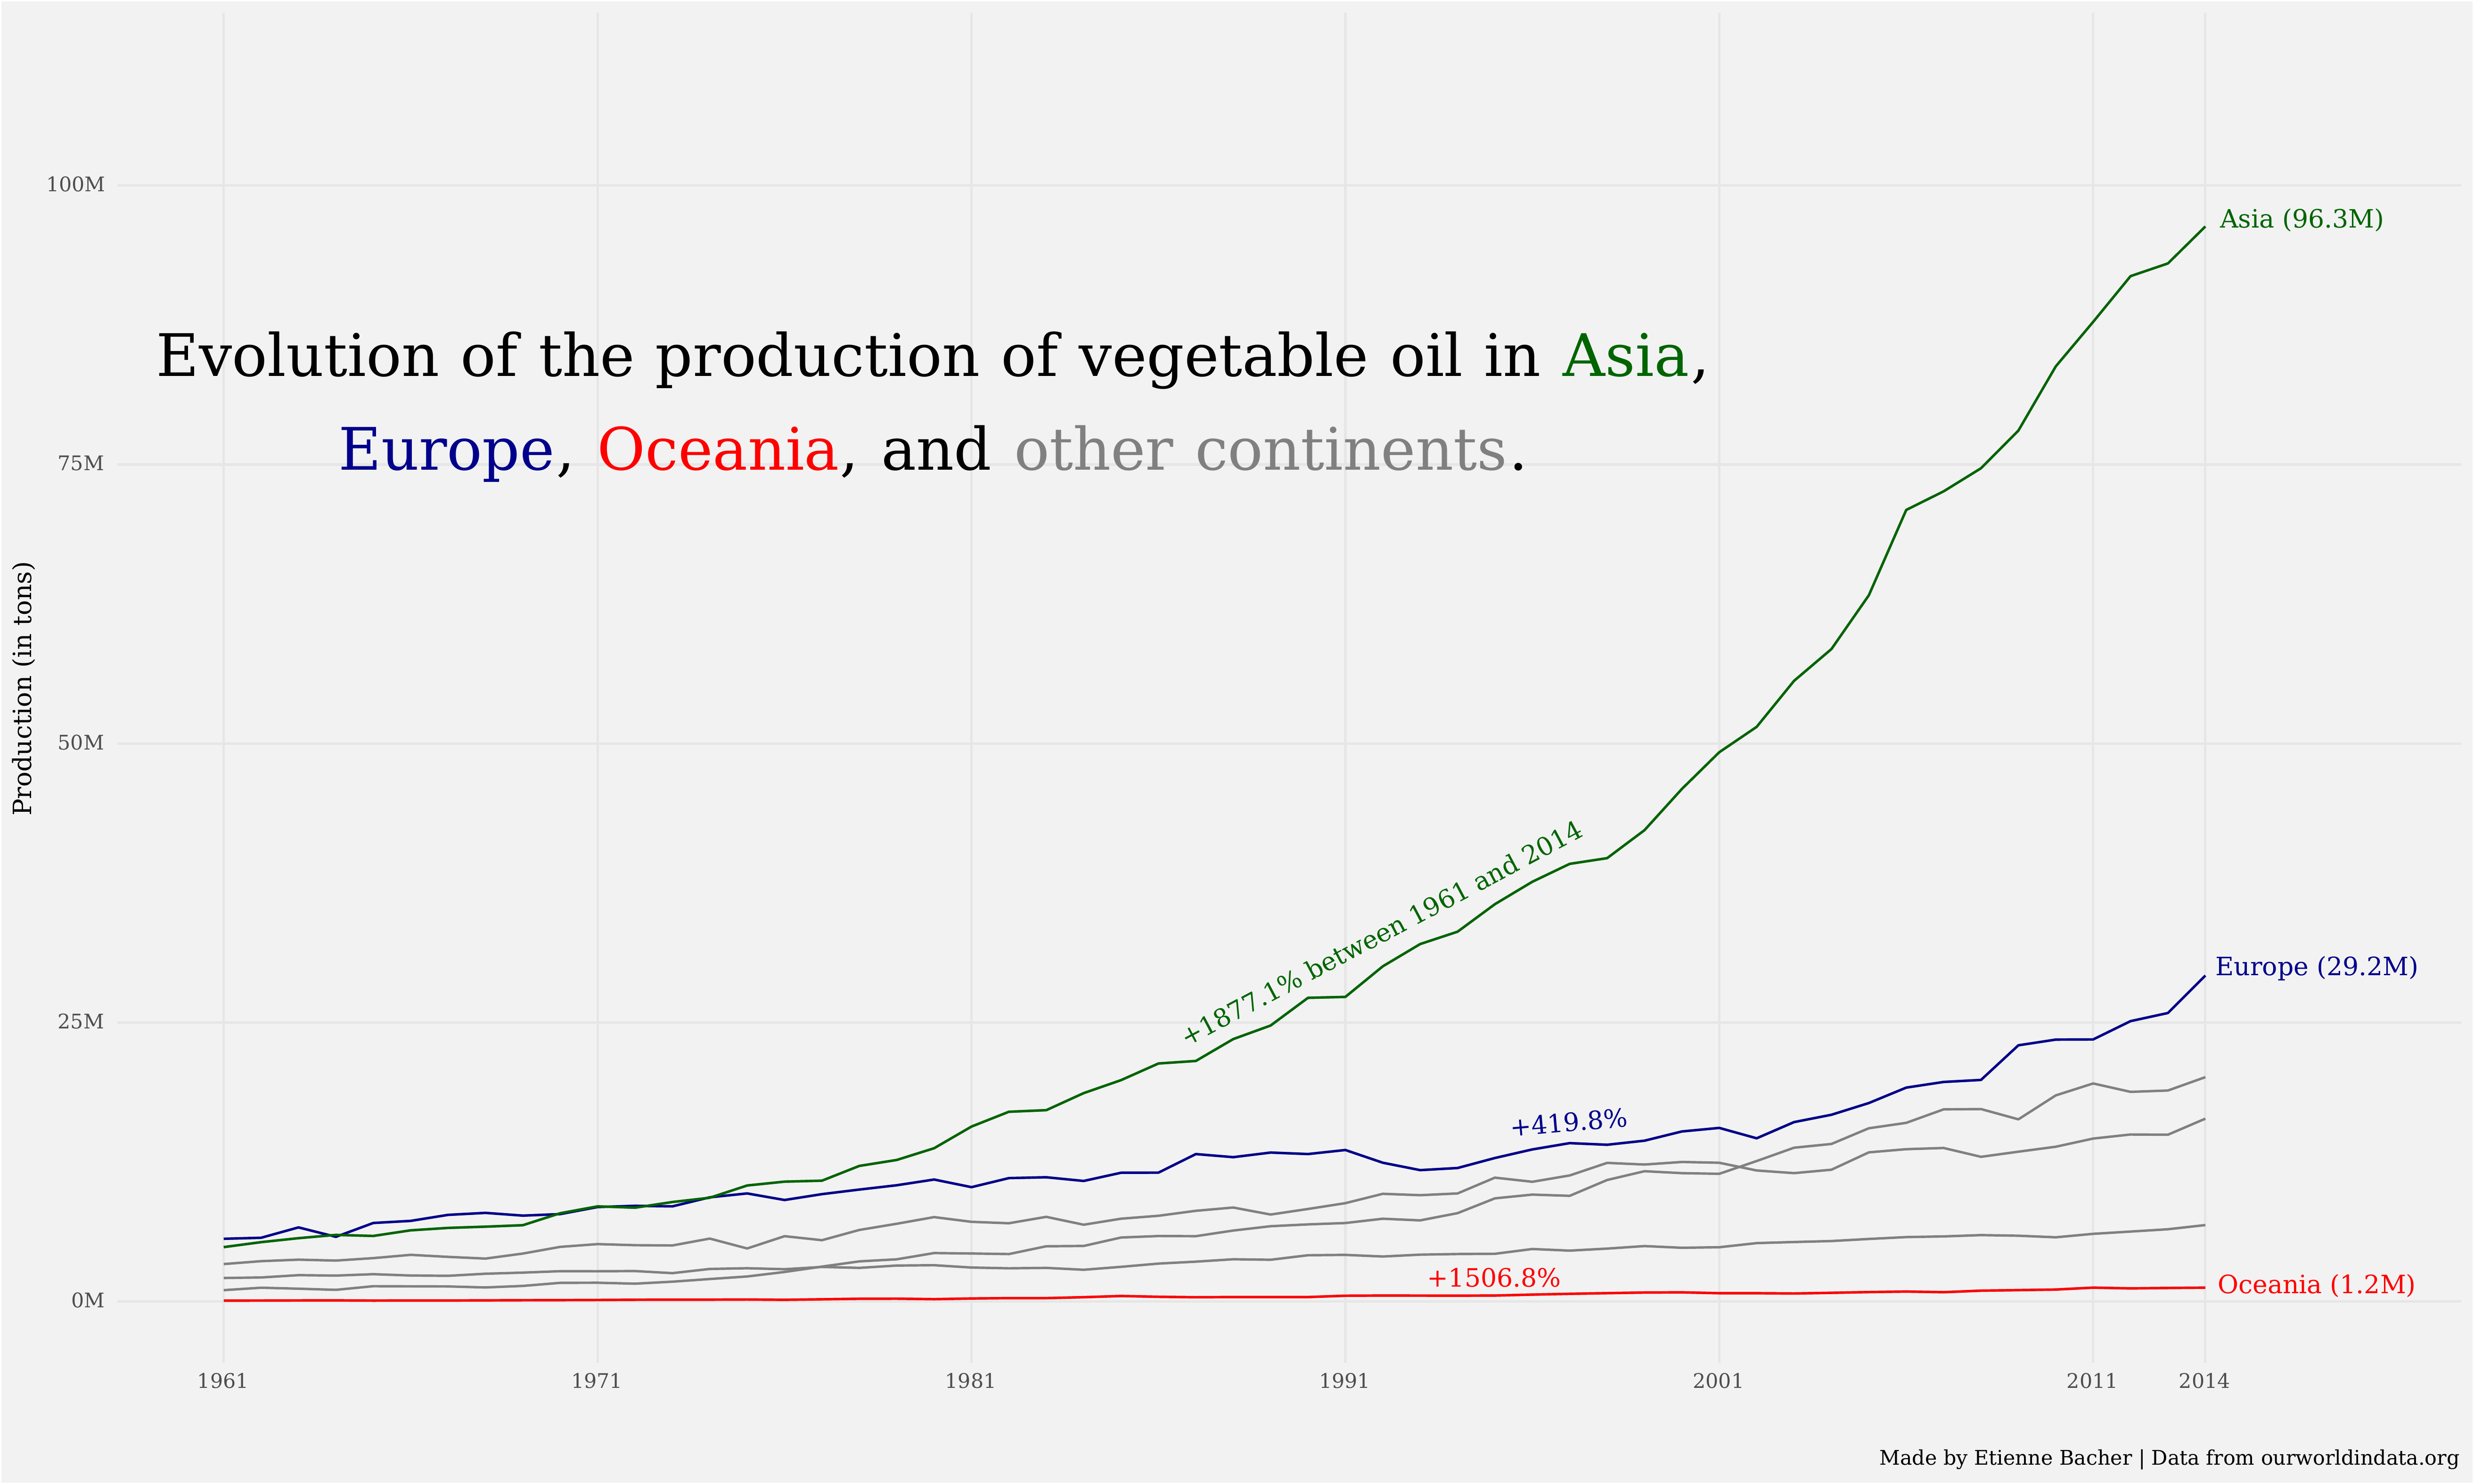 100M
Asia (96.3M)
Evolution of the production of vegetable oil in Asia,
Europe, Oceania, and other continents.
75M
Production (in tons)
50M
+1877.1% between 1961 and 2014
25M
Europe (29.2M)
+419.8%
+1506.8%
Oceania (1.2M)
0M
1961 1971 1981 1991 2001 2011 2014
Made by Etienne Bacher | Data from ourworldindata.org